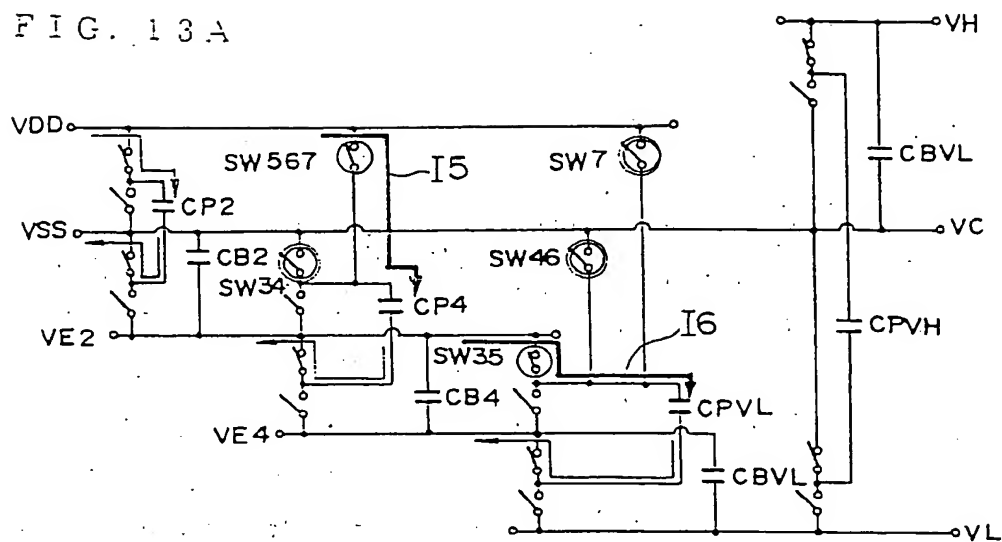 FIG. 13A
VH
VDD
SW567
I5
SW7
CBVL
CP2
VSS
VC
CB2
SW34
SW46
CP4
CPVH
VE2
I6
SW35
CB4
CPVL
VE4
CBVL
VL